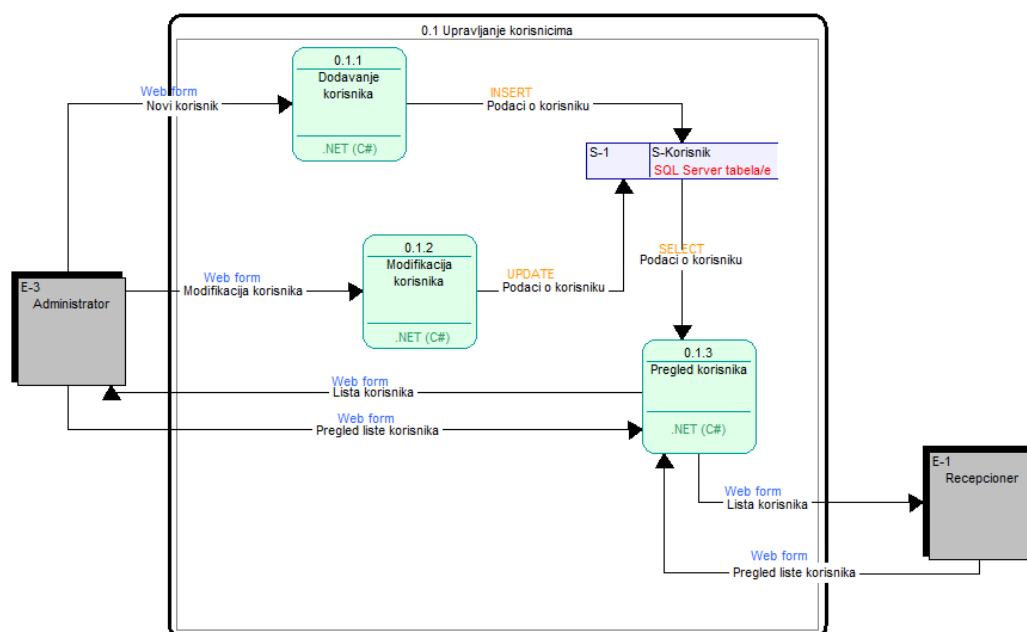 0.1 Upravljanje korisnicima
0.1.1
Dodavanje
korisnika
.NET (C#)
Web form
Novi korisnik
INSERT
Podaci o korisniku
S-1
S-Korisnik
SQL Server tabela/e
0.1.2
Modifikacija
korisnika
.NET (C#)
SELECT
Podaci o korisniku
E-3
Administrator
Web form
Modifikacija korisnika
UPDATE
Podaci o korisniku
0.1.3
Pregled korisnika
.NET (C#)
Web form
Lista korisnika
Web form
Pregled liste korisnika
E-1
Recepcioner
Web form
Lista korisnika
Web form
Pregled liste korisnika